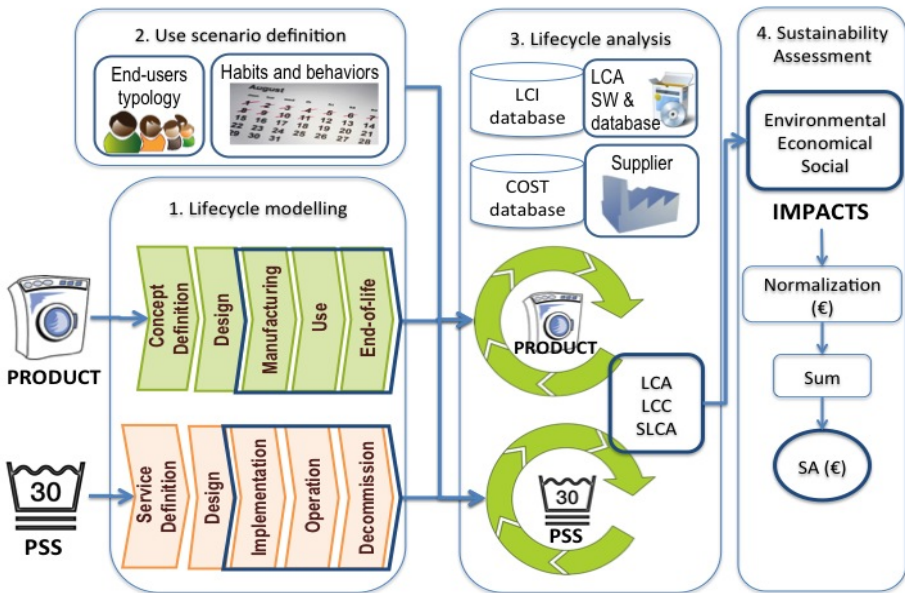 2. Use scenario definition
End-users
typology
Habits and behaviors
August
1. Lifecycle modelling
PRODUCT
Concept
Definition
Design
Manufacturing
Use
End-of-life
30
PSS
Service
Definition
Design
Implementation
Operation
Decommission
3. Lifecycle analysis
LCI
database
LCA
SW &
database
COST
database
Supplier
PRODUCT
LCA
LCC
SLCA
30
PSS
4. Sustainability
Assessment
Environmental
Economical
Social
IMPACTS
Normalization
(€)
Sum
SA (€)